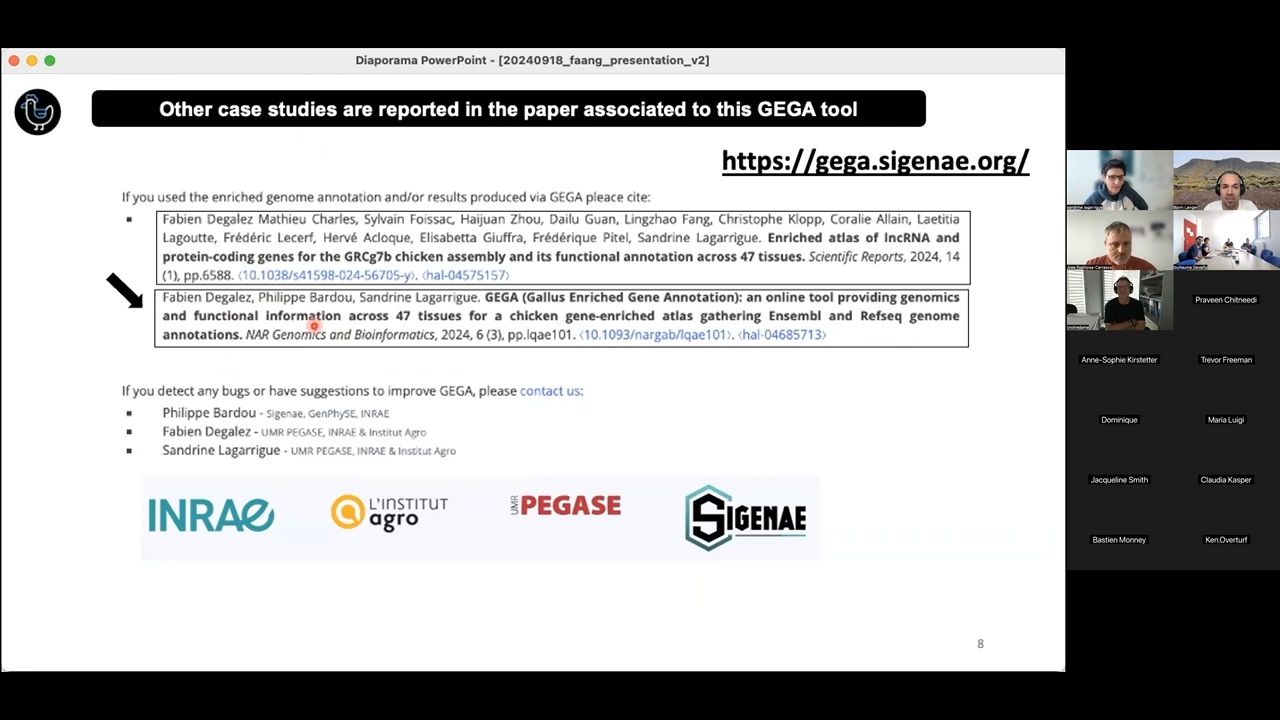 Diaporama PowerPoint - [20240918_faang_presentation_v2]
Other case studies are reported in the paper associated to this GEGA tool
https://gega.sigenae.org/
If you used the enriched genome annotation and/or results produced via GEGA pleace cite:
Fabien Degalez Mathieu Charles, Sylvain Foissac, Haijuan Zhou, Dailu Guan, Lingzhao Fang, Christophe Klopp, Coralie Allain, Laetitia
Lagoutte, Frédéric Lecerf, Hervé Acloque, Elisabetta Giuffra, Frédérique Pitel, Sandrine Lagarrigue. Enriched atlas of lncRNA and
protein-coding genes for the GRCg7b chicken assembly and its functional annotation across 47 tissues. Scientific Reports, 2024, 14
(1), pp.6588. ⟨10.1038/s41598-024-56705-y⟩. ⟨hal-04575157⟩
Fabien Degalez, Philippe Bardou, Sandrine Lagarrigue. GEGA (Gallus Enriched Gene Annotation): an online tool providing genomics
and functional information across 47 tissues for a chicken gene-enriched atlas gathering Ensembl and Refseq genome
annotations. NAR Genomics and Bioinformatics, 2024, 6 (3), pp.lqae101. ⟨10.1093/nargab/lqae101⟩. ⟨hal-04685713⟩
If you detect any bugs or have suggestions to improve GEGA, please contact us:
Philippe Bardou - Sigenae, GenPhySE, INRAE
Fabien Degalez - UMR PEGASE, INRAE & Institut Agro
Sandrine Lagarrigue - UMR PEGASE, INRAE & Institut Agro
INRAE
L'INSTITUT
agro
UMR PEGASE
SIGENAE
8
sandrine lagarrigue
Bjorn Langer
Jose Espinosa-Carrasco
Guillaume Devailly
cnotredame
Praveen Chitneedi
Anne-Sophie Kirstetter
Trevor Freeman
Dominique
Maria Luigi
Jacqueline Smith
Claudia Kasper
Bastien Monney
Ken.Overturf